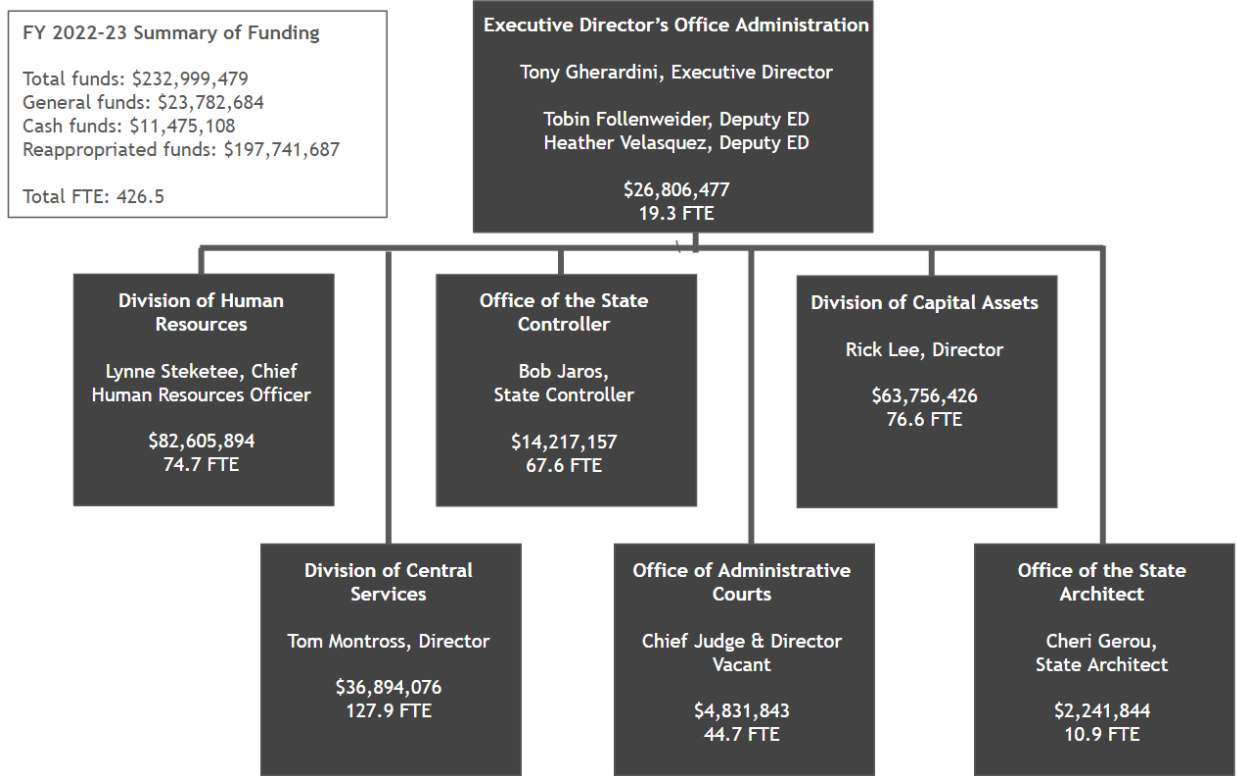 FY 2022-23 Summary of Funding
Total funds: $232,999,479
General funds: $23,782,684
Cash funds: $11,475,108
Reappropriated funds: $197,741,687
Total FTE: 426.5
Executive Director’s Office Administration
Tony Gherardini, Executive Director
Tobin Follenweider, Deputy ED
Heather Velasquez, Deputy ED
$26,806,477
19.3 FTE
Division of Human
Resources
Lynne Steketee, Chief
Human Resources Officer
$82,605,894
74.7 FTE
Office of the State
Controller
Bob Jaros,
State Controller
$14,217,157
67.6 FTE
Division of Capital Assets
Rick Lee, Director
$63,756,426
76.6 FTE
Division of Central
Services
Tom Montross, Director
$36,894,076
127.9 FTE
Office of Administrative
Courts
Chief Judge & Director
Vacant
$4,831,843
44.7 FTE
Office of the State
Architect
Cheri Gerou,
State Architect
$2,241,844
10.9 FTE